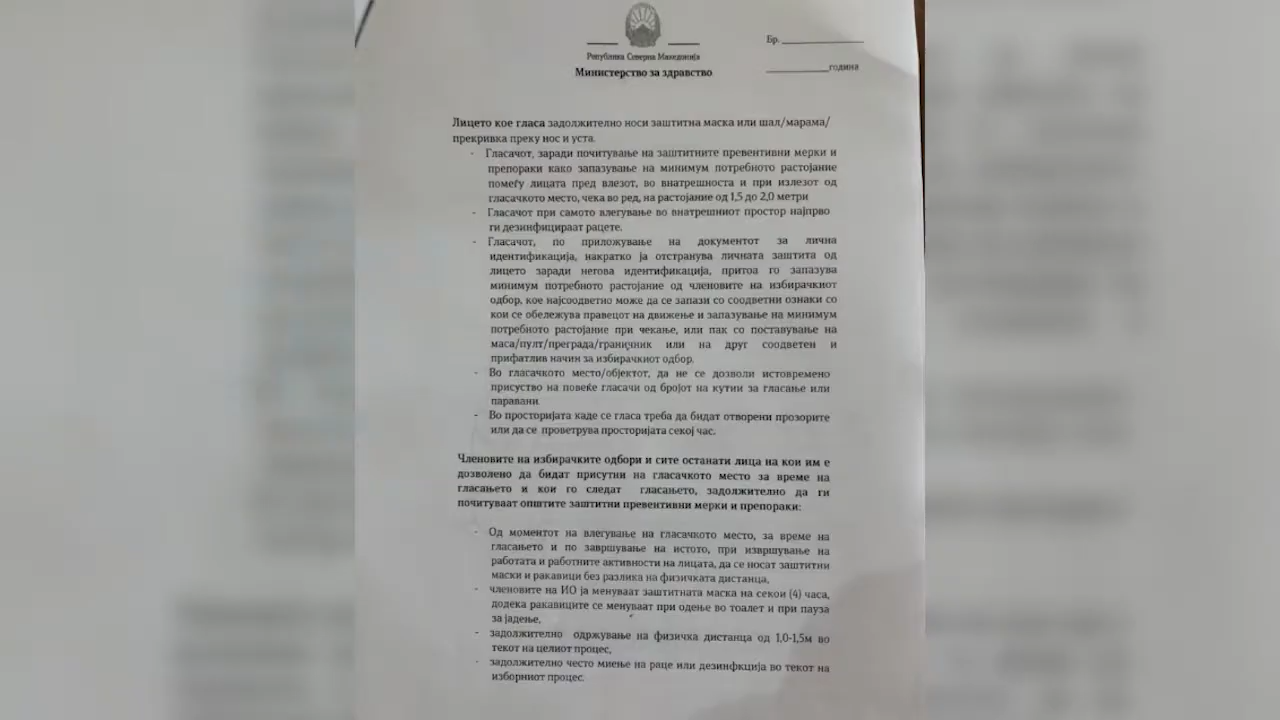 Република Северна Македонија
Министерство за здравство
Бр. ______________
____________година
Лицето кое гласа задолжително носи заштитна маска или шал/марама/
прекривка преку нос и уста.
- Гласачот, заради почитување на заштитните превентивни мерки и
препораки како запазување на минимум потребното растојание
помеѓу лицата пред влезот, во внатрешноста и при излезот од
гласачкото место, чека во ред, на растојание од 1,5 до 2,0 метри
- Гласачот при самото влегување во внатрешниот простор најпрво
ги дезинфицираат рацете.
- Гласачот, по приложување на документот за лична
идентификација, накратко ја отстранува личната заштита од
лицето заради негова идентификација, притоа го запазува
минимум потребното растојание од членовите на избирачкиот
одбор, кое најсоодветно може да се запази со соодветни ознаки со
кои се обележува правецот на движење и запазување на минимум
потребното растојание при чекање, или пак со поставување на
маса/пулт/преграда/граничник или на друг соодветен и
прифатлив начин за избирачкиот одбор.
- Во гласачкото место/објектот, да не се дозволи истовремено
присуство на повеќе гласачи од бројот на кутии за гласање или
паравани.
- Во просторијата каде се гласа треба да бидат отворени прозорите
или да се проветрува просторијата секој час.
Членовите на избирачките одбори и сите останати лица на кои им е
дозволено да бидат присутни на гласачкото место за време на
гласањето и кои го следат гласањето, задолжително да ги
почитуваат општите заштитни превентивни мерки и препораки:
- Од моментот на влегување на гласачкото место, за време на
гласањето и по завршување на истото, при извршување на
работата и работните активности на лицата, да се носат заштитни
маски и ракавици без разлика на физичката дистанца,
- членовите на ИО ја менуваат заштитната маска на секои (4) часа,
додека ракавиците се менуваат при одење во тоалет и при пауза
за јадење,
- задолжително одржување на физичка дистанца од 1,0-1,5м во
текот на целиот процес,
- задолжително често миење на раце или дезинфкција во текот на
изборниот процес.